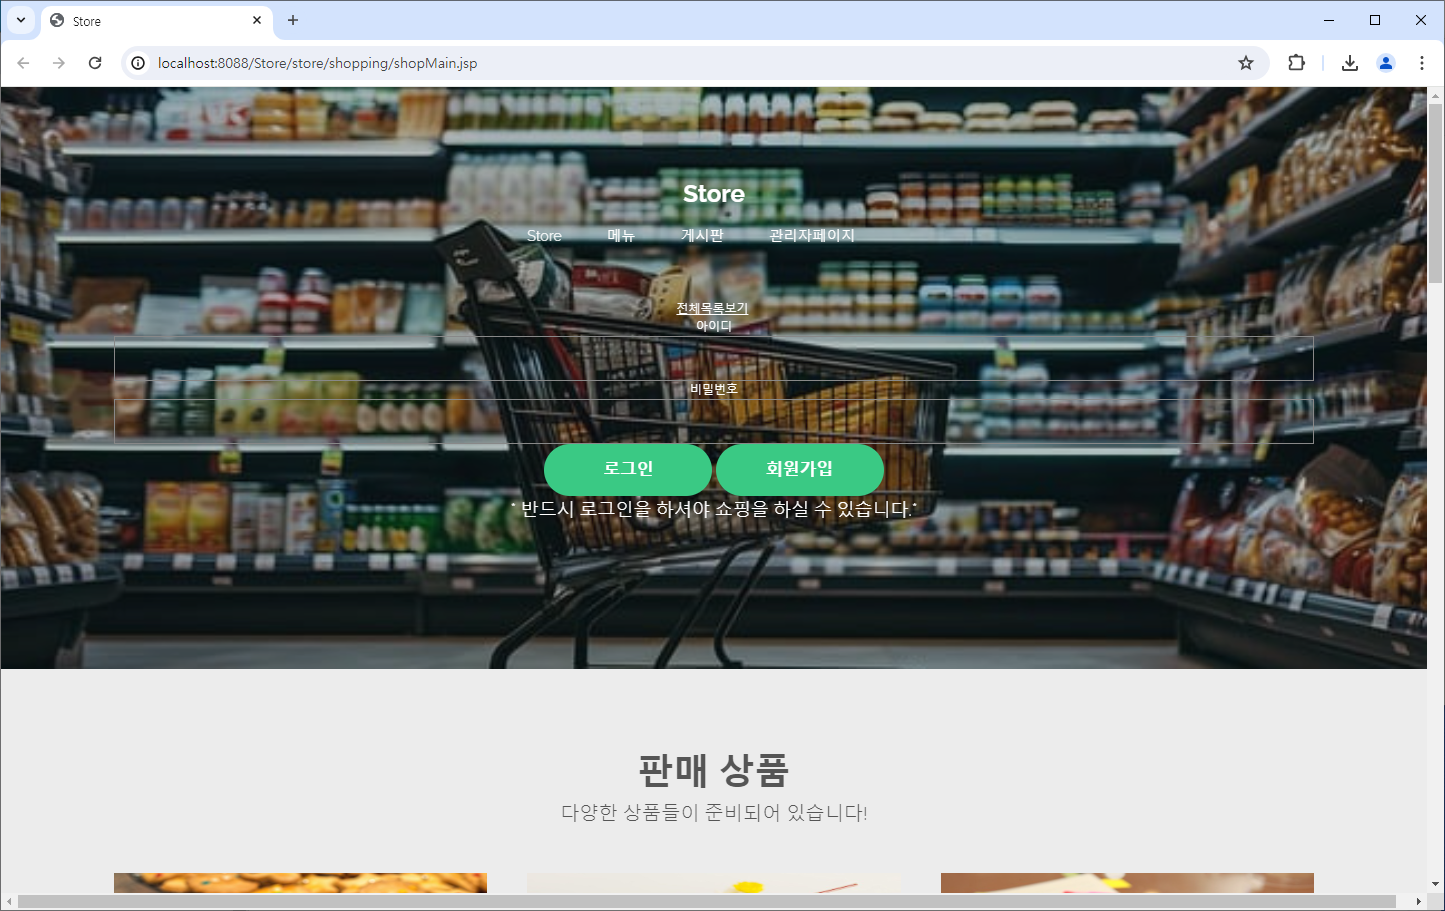 Store
localhost:8088/Store/store/shopping/shopMain.jsp
Store
Store 메뉴 게시판 관리자페이지
전체목록보기
아이디
비밀번호
로그인 회원가입
* 반드시 로그인을 하셔야 쇼핑을 하실 수 있습니다.*
판매 상품
다양한 상품들이 준비되어 있습니다!